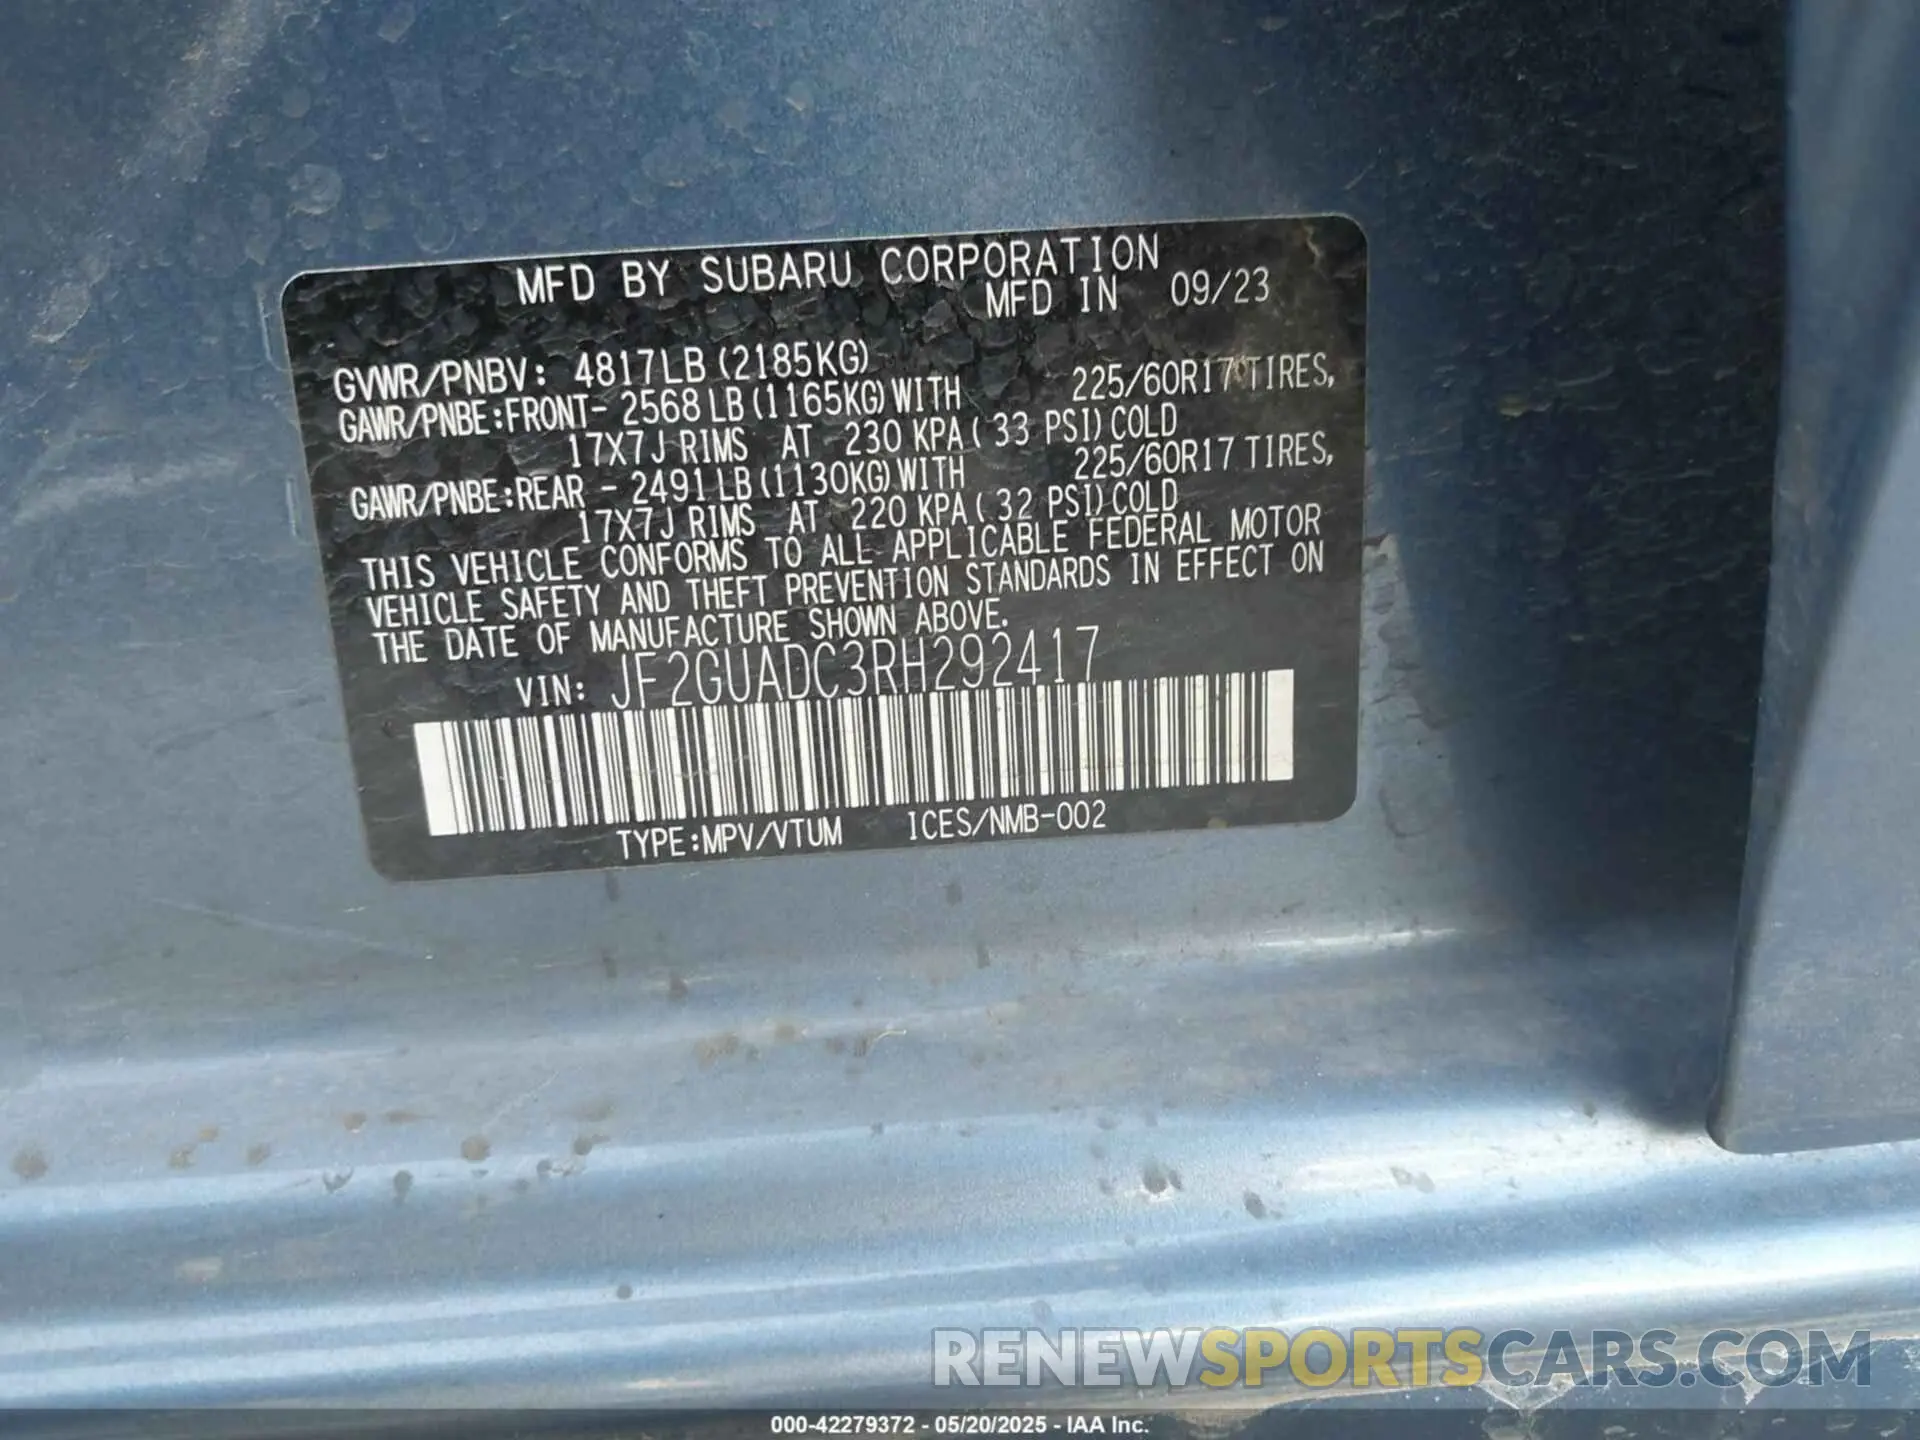 MFD BY SUBARU CORPORATION
MFD IN 09/23
GVWR/PNBV: 4817LB (2185KG)
GAWR/PNBE:FRONT- 2568 LB (1165KG) WITH 225/60R17 TIRES,
17X7J RIMS AT 230 KPA ( 33 PSI) COLD
GAWR/PNBE:REAR - 2491 LB (1130KG) WITH 225/60R17 TIRES,
17X7J RIMS AT 220 KPA ( 32 PSI) COLD
THIS VEHICLE CONFORMS TO ALL APPLICABLE FEDERAL MOTOR
VEHICLE SAFETY AND THEFT PREVENTION STANDARDS IN EFFECT ON
THE DATE OF MANUFACTURE SHOWN ABOVE.
VIN: JF2GUADC3RH292417
TYPE:MPV/VTUM ICES/NMB-002
RENEWSPORTSCARS.COM
000-42279372 - 05/20/2025 - IAA Inc.